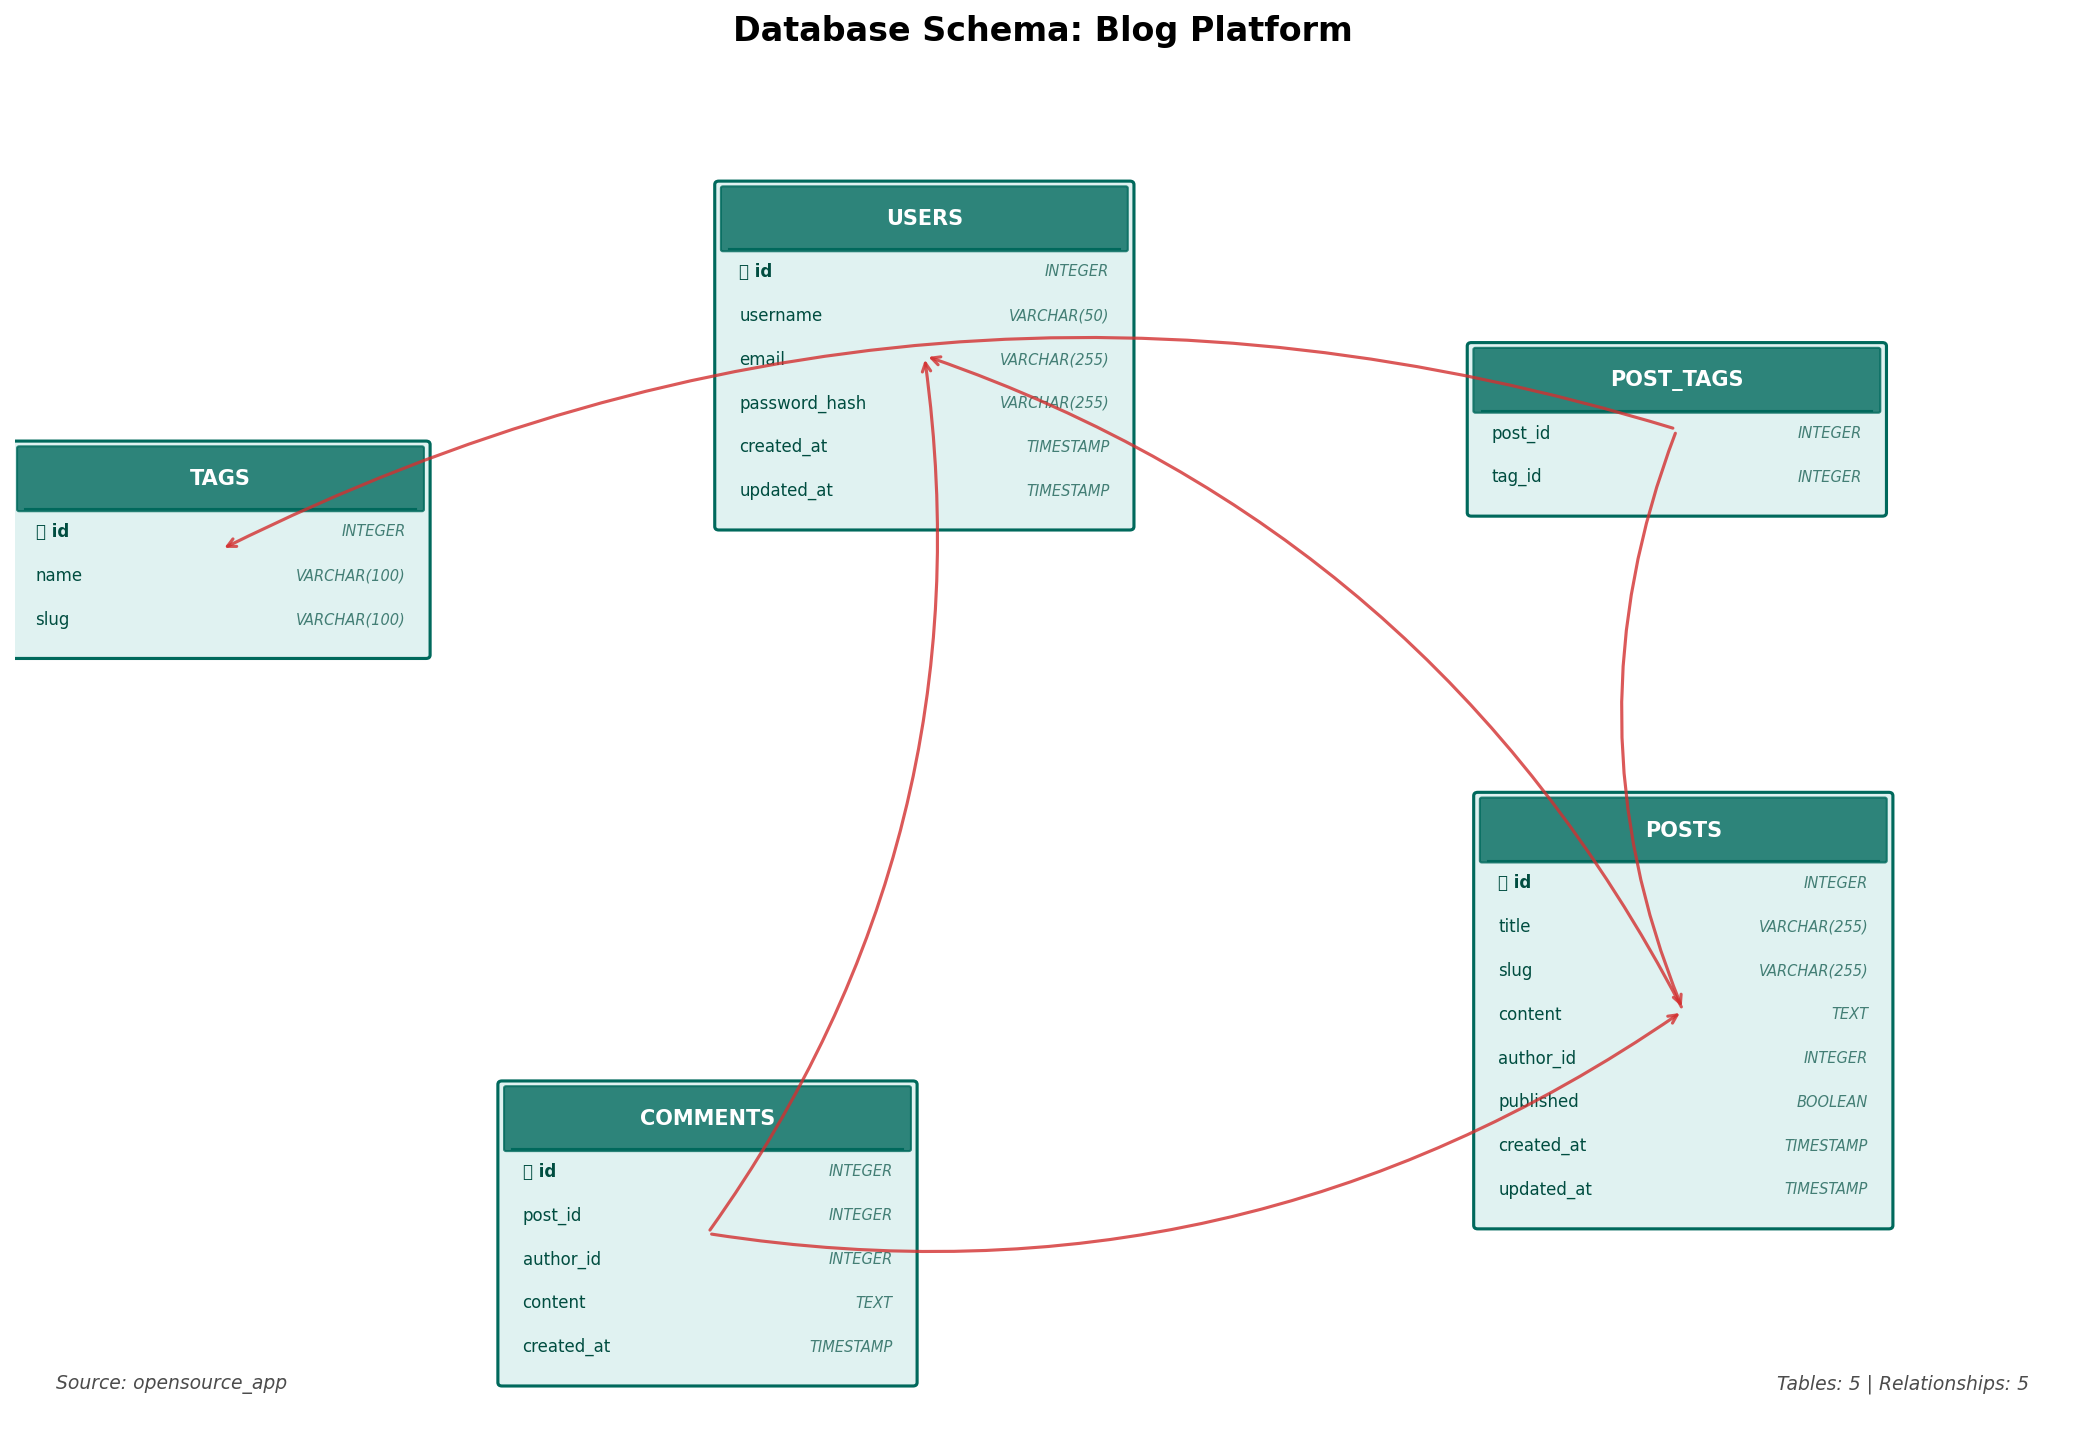 Database Schema: Blog Platform
USERS
id INTEGER
username VARCHAR(50)
email VARCHAR(255)
password_hash VARCHAR(255)
created_at TIMESTAMP
updated_at TIMESTAMP
POST_TAGS
post_id INTEGER
tag_id INTEGER
TAGS
id INTEGER
name VARCHAR(100)
slug VARCHAR(100)
POSTS
id INTEGER
title VARCHAR(255)
slug VARCHAR(255)
content TEXT
author_id INTEGER
published BOOLEAN
created_at TIMESTAMP
updated_at TIMESTAMP
COMMENTS
id INTEGER
post_id INTEGER
author_id INTEGER
content TEXT
created_at TIMESTAMP
Source: opensource_app
Tables: 5 | Relationships: 5